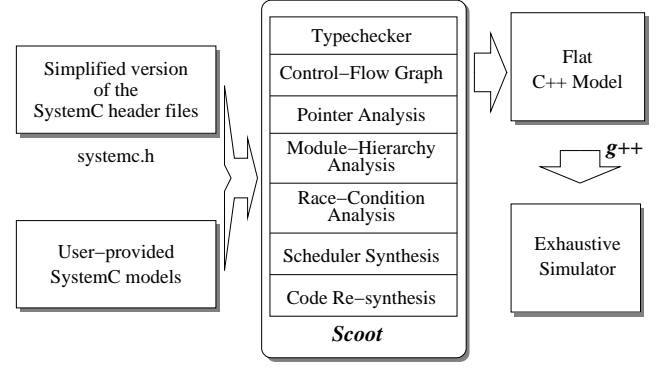 Simplified version
of the
SystemC header files
systemc.h
User−provided
SystemC models
Typechecker
Control−Flow Graph
Pointer Analysis
Module−Hierarchy
Analysis
Race−Condition
Analysis
Scheduler Synthesis
Code Re−synthesis
Scoot
Flat
C++ Model
g++
Exhaustive
Simulator